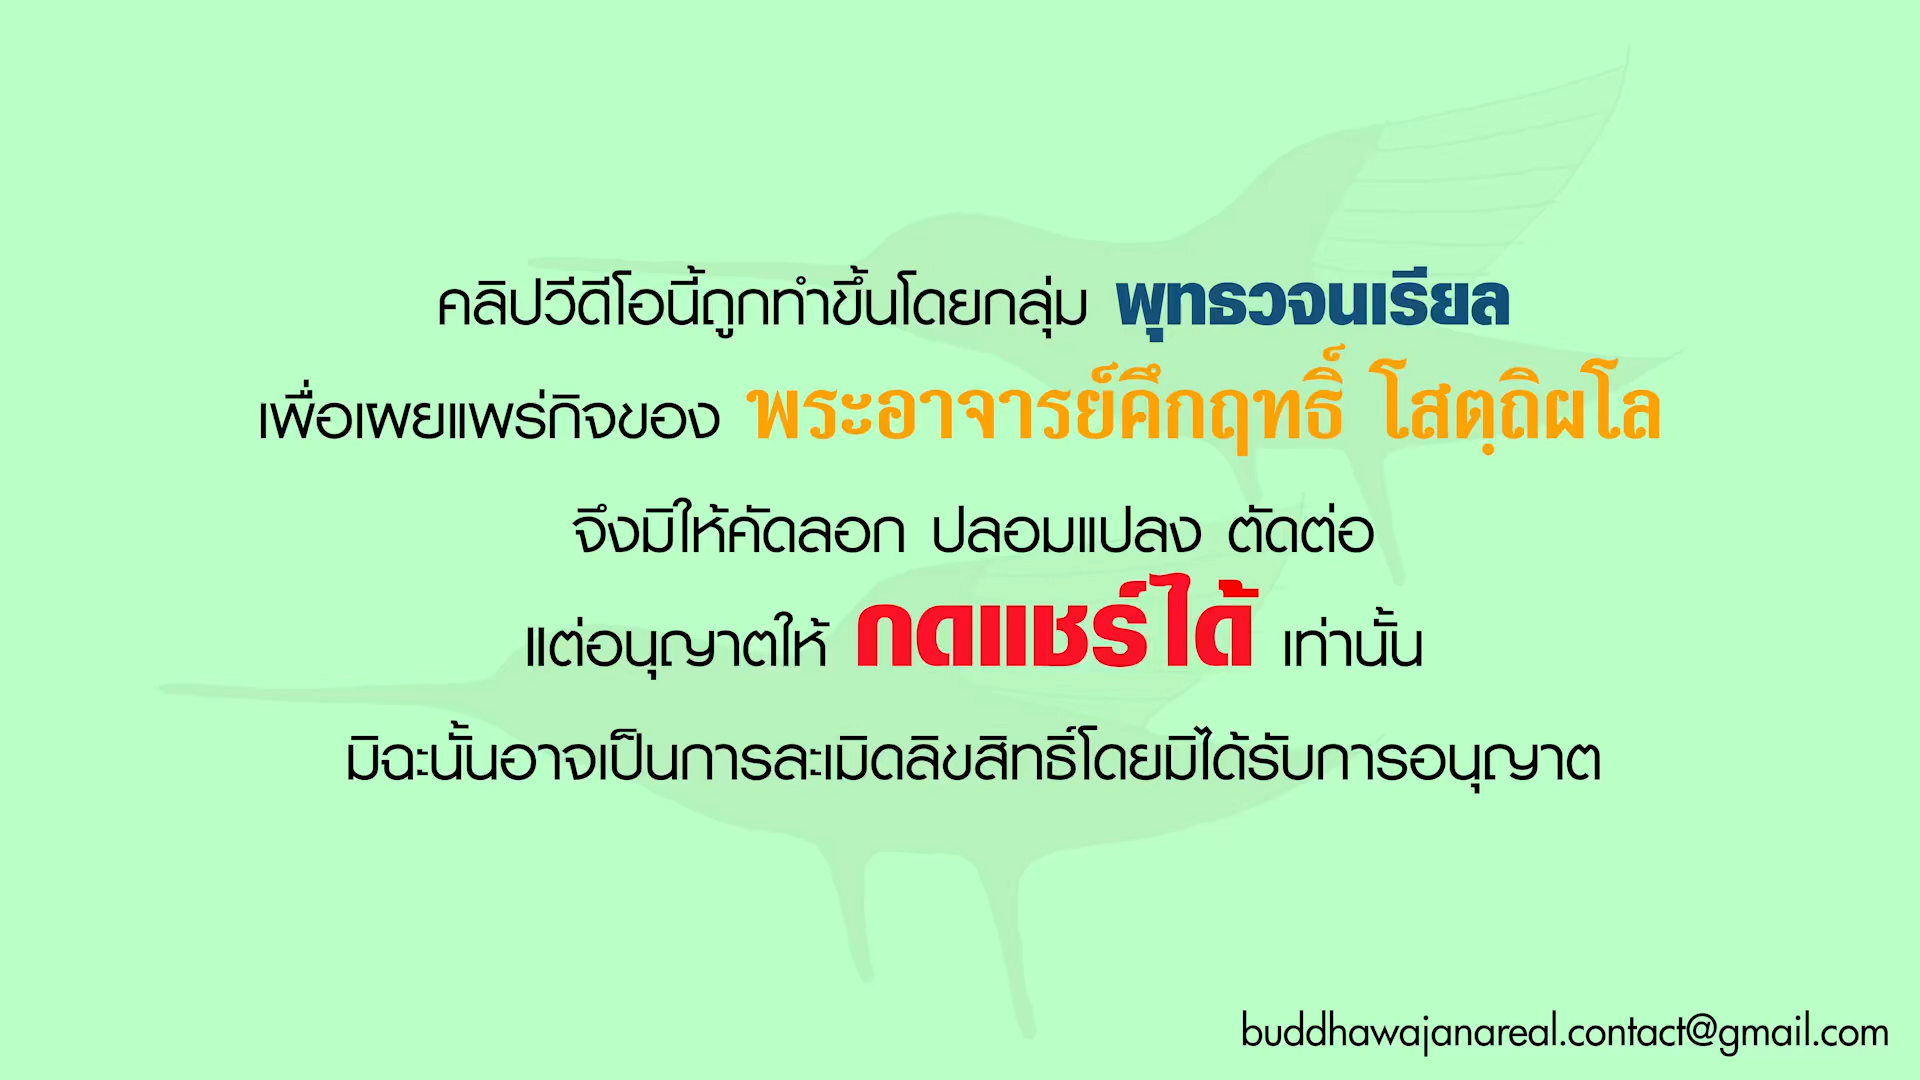 คลิปวีดีโอนี้ถูกทำขึ้นโดยกลุ่ม พุทธวจนเรียล
เพื่อเผยแพร่กิจของ พระอาจารย์คึกฤทธิ์ โสตฺถิผโล
จึงมิให้คัดลอก ปลอมแปลง ตัดต่อ
แต่อนุญาตให้ กดแชร์ได้ เท่านั้น
มิฉะนั้นอาจเป็นการละเมิดลิขสิทธิ์โดยมิได้รับการอนุญาต
buddhawajanareal.contact@gmail.com